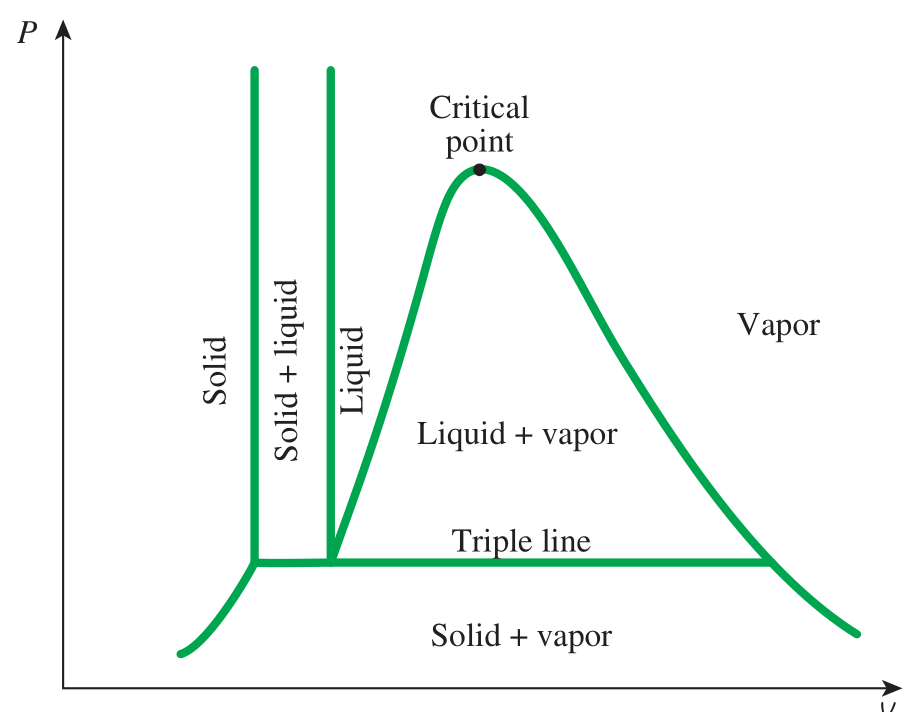 P
Critical
point
Solid
Solid + liquid
Liquid
Vapor
Liquid + vapor
Triple line
Solid + vapor
v